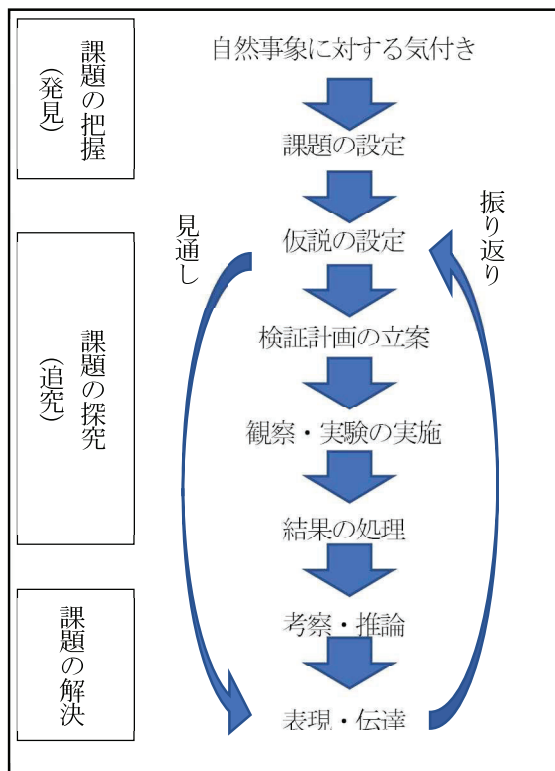 課題の把握
(発見)
自然事象に対する気付き
課題の設定
見通し
振り返り
課題の探究
(追究)
仮説の設定
検証計画の立案
観察・実験の実施
結果の処理
課題の解決
考察・推論
表現・伝達